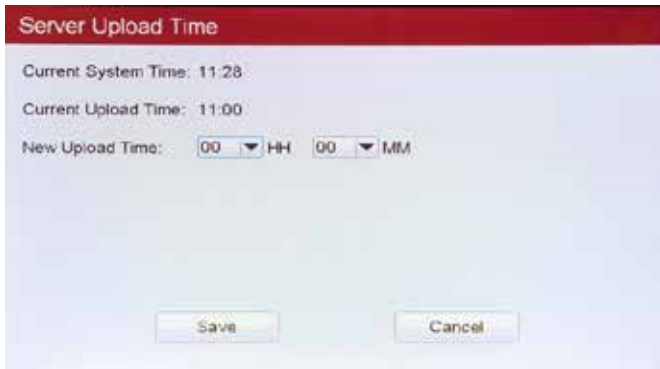 Server Upload Time
Current System Time: 11:28
Current Upload Time: 11:00
New Upload Time: 00 HH 00 MM
Save Cancel